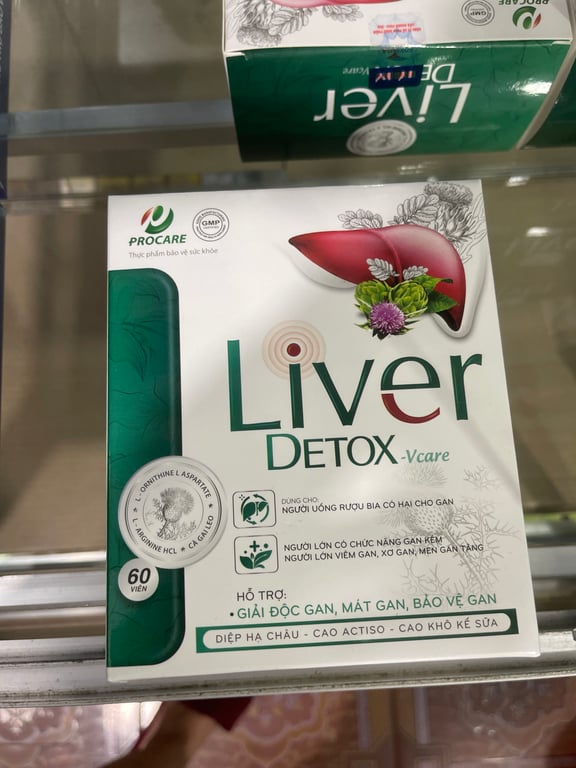 PROCARE
GMP
Liver
DETOX-Vcare
PROCARE
GMP
Thực phẩm bảo vệ sức khỏe
Liver
DETOX-Vcare
L - ORNITHINE L ASPARTATE
L - ARGININE HCL ★ CÀ GAI LEO
60
VIÊN
DÙNG CHO:
NGƯỜI UỐNG RƯỢU BIA CÓ HẠI CHO GAN
NGƯỜI LỚN CÓ CHỨC NĂNG GAN KÉM
NGƯỜI LỚN VIÊM GAN, XƠ GAN, MEN GAN TĂNG
HỖ TRỢ:
• GIẢI ĐỘC GAN, MÁT GAN, BẢO VỆ GAN
DIỆP HẠ CHÂU - CAO ACTISO - CAO KHÔ KẾ SỮA